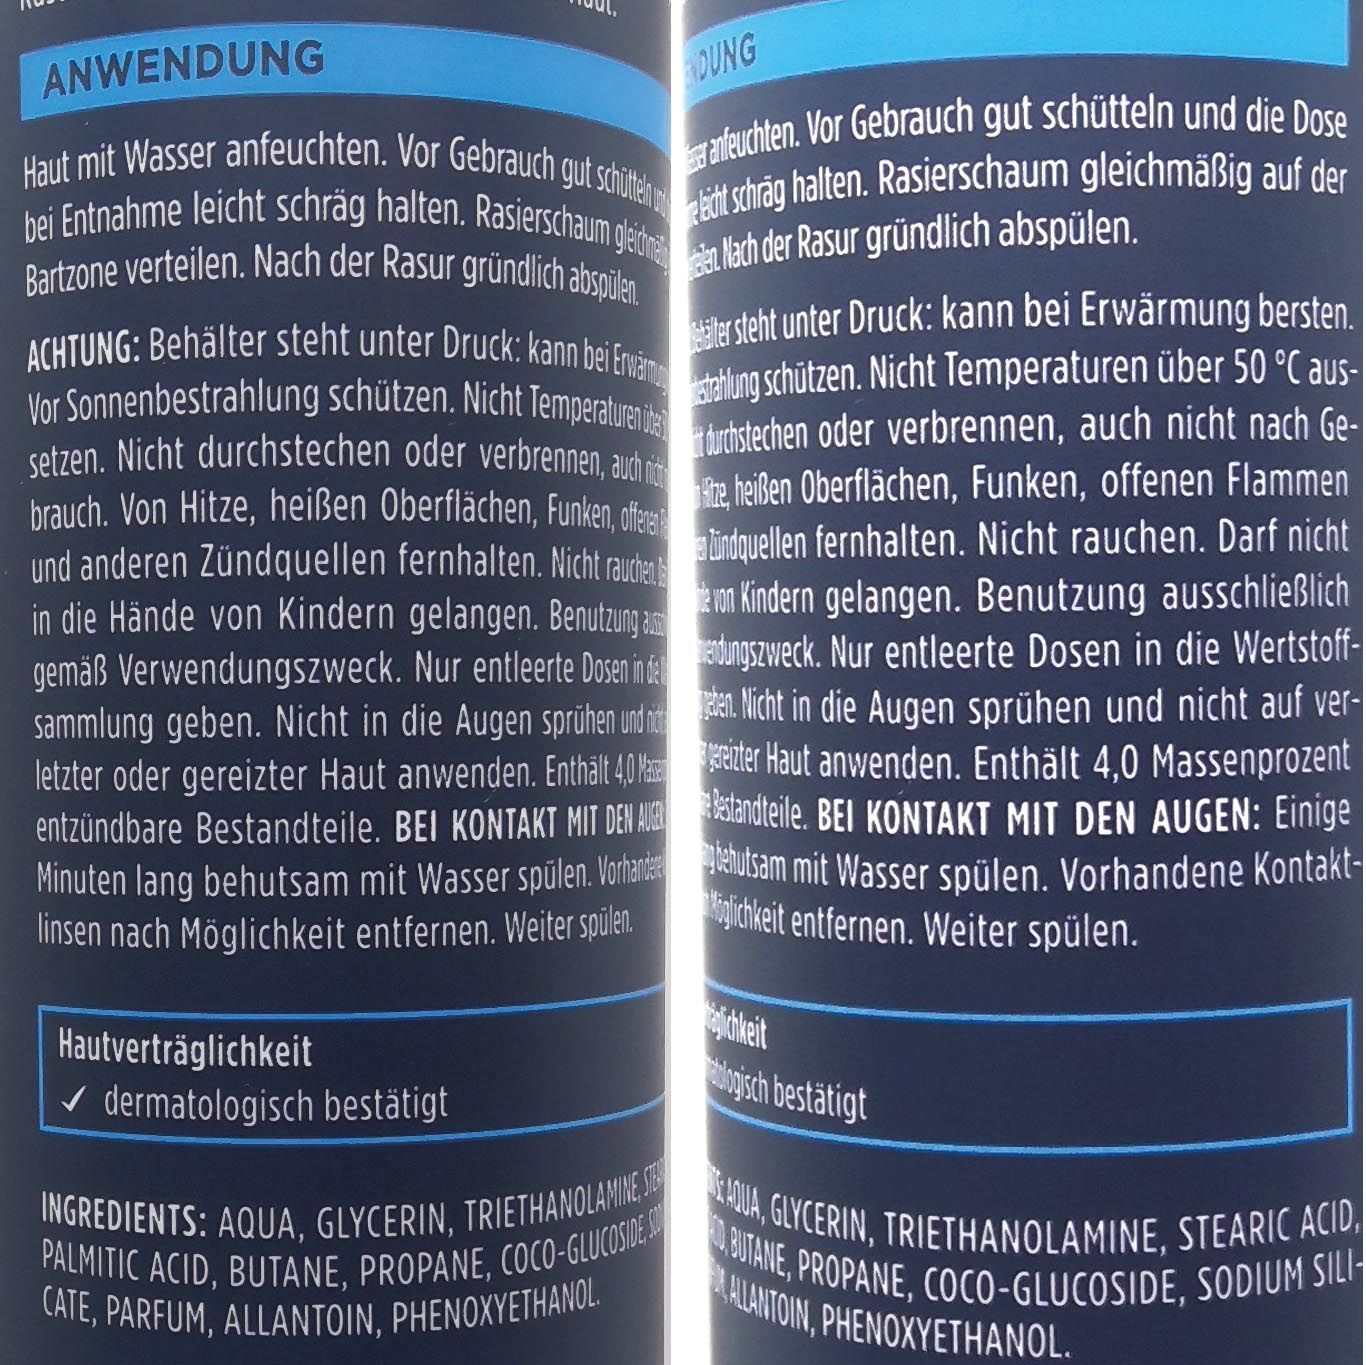 ANWENDUNG
Haut mit Wasser anfeuchten. Vor Gebrauch gut schütteln und
bei Entnahme leicht schräg halten. Rasierschaum gleichmäßig
Bartzone verteilen. Nach der Rasur gründlich abspülen.
ACHTUNG: Behälter steht unter Druck: kann bei Erwärmung
Vor Sonnenbestrahlung schützen. Nicht Temperaturen über
setzen. Nicht durchstechen oder verbrennen, auch nicht
brauch. Von Hitze, heißen Oberflächen, Funken, offenen
und anderen Zündquellen fernhalten. Nicht rauchen.
in die Hände von Kindern gelangen. Benutzung
gemäß Verwendungszweck. Nur entleerte Dosen in die
sammlung geben. Nicht in die Augen sprühen und nicht
letzter oder gereizter Haut anwenden. Enthält 4,0
entzündbare Bestandteile. BEI KONTAKT MIT DEN AUGEN
Minuten lang behutsam mit Wasser spülen. Vorhandene
linsen nach Möglichkeit entfernen. Weiter spülen.
Hautverträglichkeit
✓ dermatologisch bestätigt
INGREDIENTS: AQUA, GLYCERIN, TRIETHANOLAMINE,
PALMITIC ACID, BUTANE, PROPANE, COCO-GLUCOSIDE,
CATE, PARFUM, ALLANTOIN, PHENOXYETHANOL.
NDUNG
anfeuchten. Vor Gebrauch gut schütteln und die Dose
leicht schräg halten. Rasierschaum gleichmäßig auf der
Nach der Rasur gründlich abspülen.
Behälter steht unter Druck: kann bei Erwärmung bersten.
schützen. Nicht Temperaturen über 50 °C aus-
durchstechen oder verbrennen, auch nicht nach Ge-
Hitze, heißen Oberflächen, Funken, offenen Flammen
Zündquellen fernhalten. Nicht rauchen. Darf nicht
von Kindern gelangen. Benutzung ausschließlich
Nur entleerte Dosen in die Wertstoff-
geben. Nicht in die Augen sprühen und nicht auf ver-
gereizter Haut anwenden. Enthält 4,0 Massenprozent
Bestandteile. BEI KONTAKT MIT DEN AUGEN: Einige
behutsam mit Wasser spülen. Vorhandene Kontakt-
Möglichkeit entfernen. Weiter spülen.
bestätigt
AQUA, GLYCERIN, TRIETHANOLAMINE, STEARIC ACID,
BUTANE, PROPANE, COCO-GLUCOSIDE, SODIUM SILI-
ALLANTOIN, PHENOXYETHANOL.